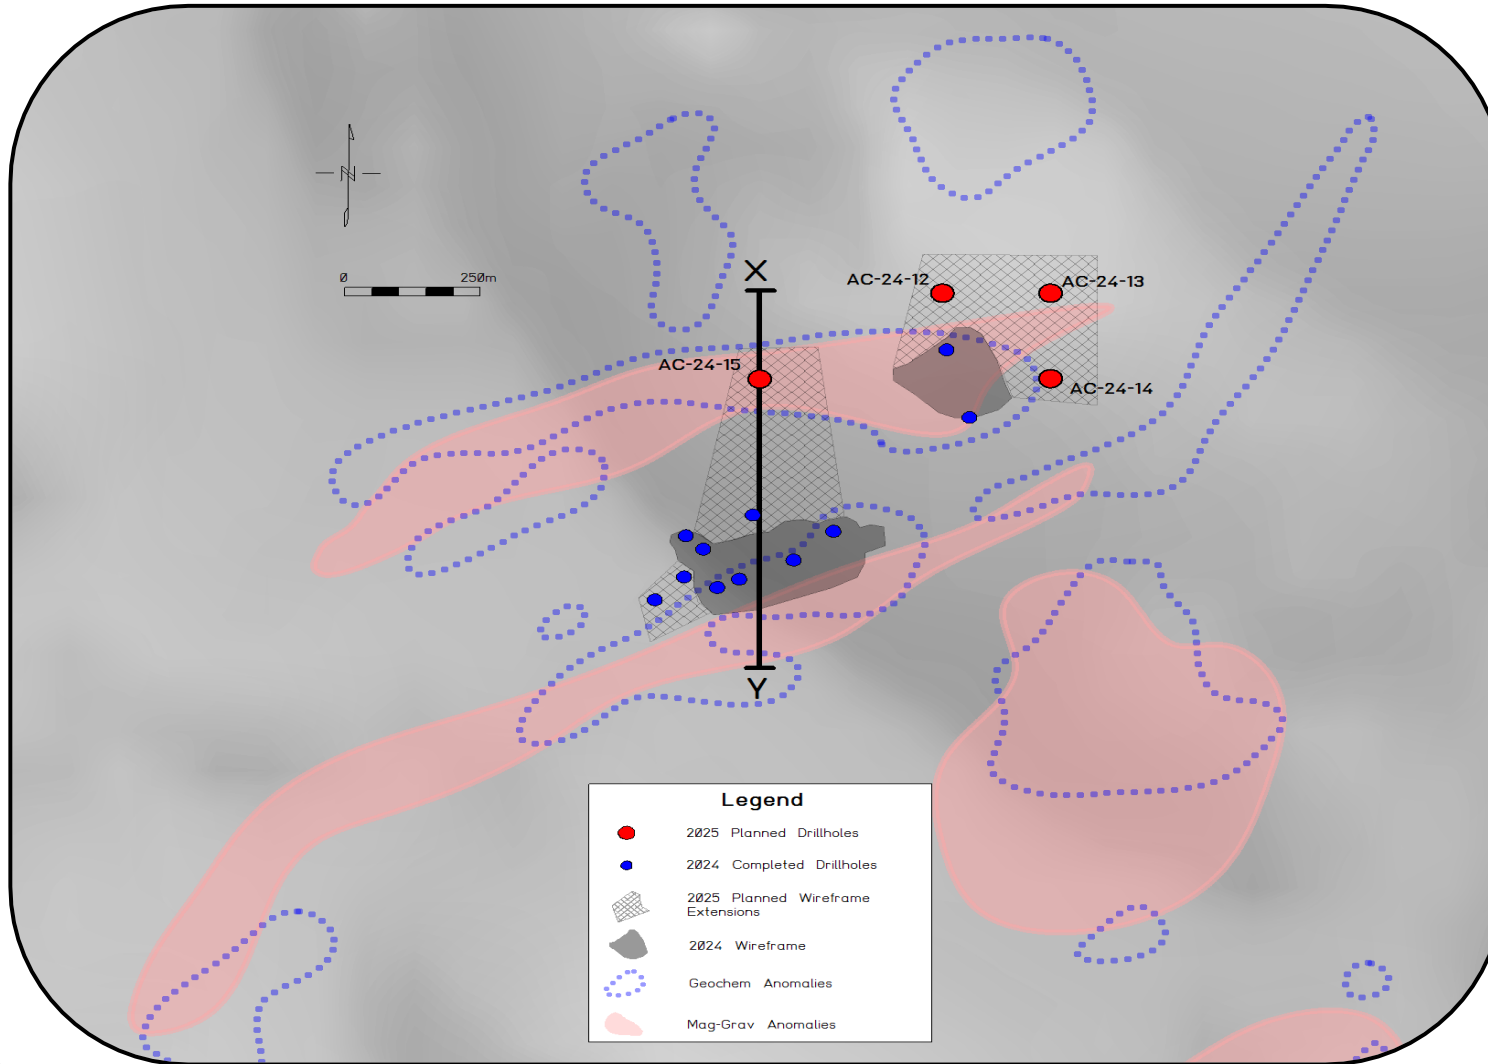 N
0 250m
X
AC-24-12
AC-24-13
AC-24-15
AC-24-14
Y
Legend
2025 Planned Drillholes
2024 Completed Drillholes
2025 Planned Wireframe
Extensions
2024 Wireframe
Geochem Anomalies
Mag-Grav Anomalies